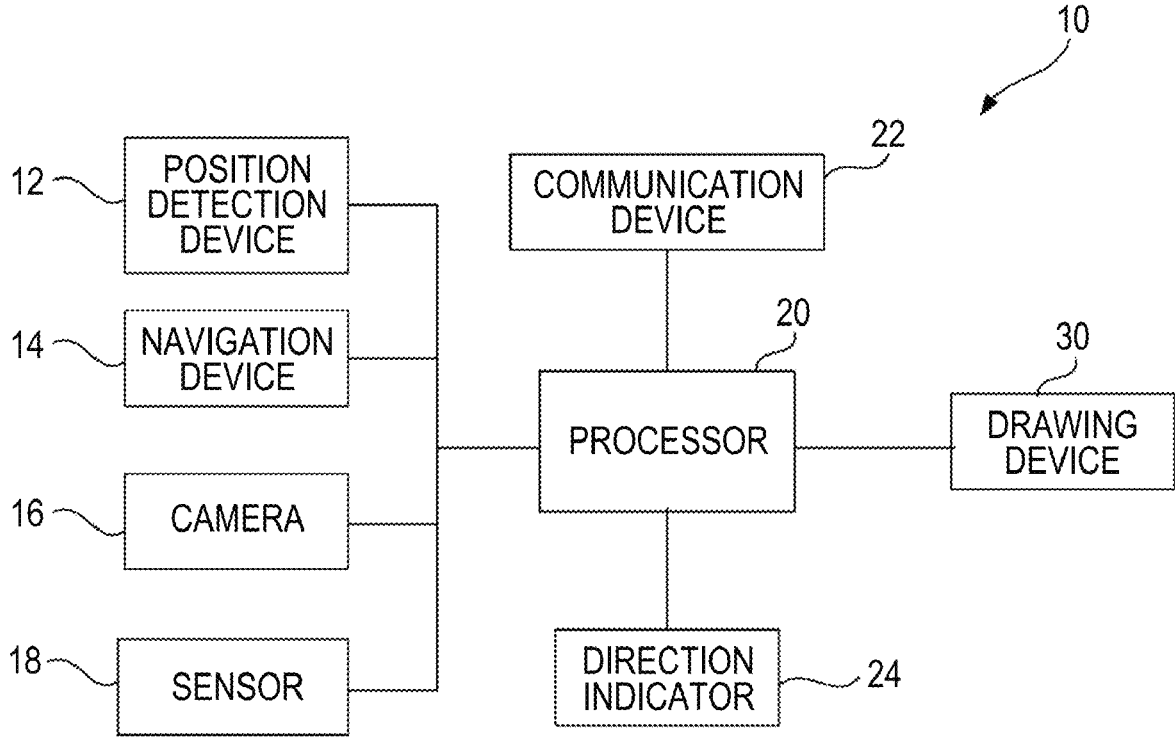 10
12
POSITION
DETECTION
DEVICE
22
COMMUNICATION
DEVICE
14
NAVIGATION
DEVICE
20
PROCESSOR
30
DRAWING
DEVICE
16
CAMERA
18
SENSOR
DIRECTION
INDICATOR
24